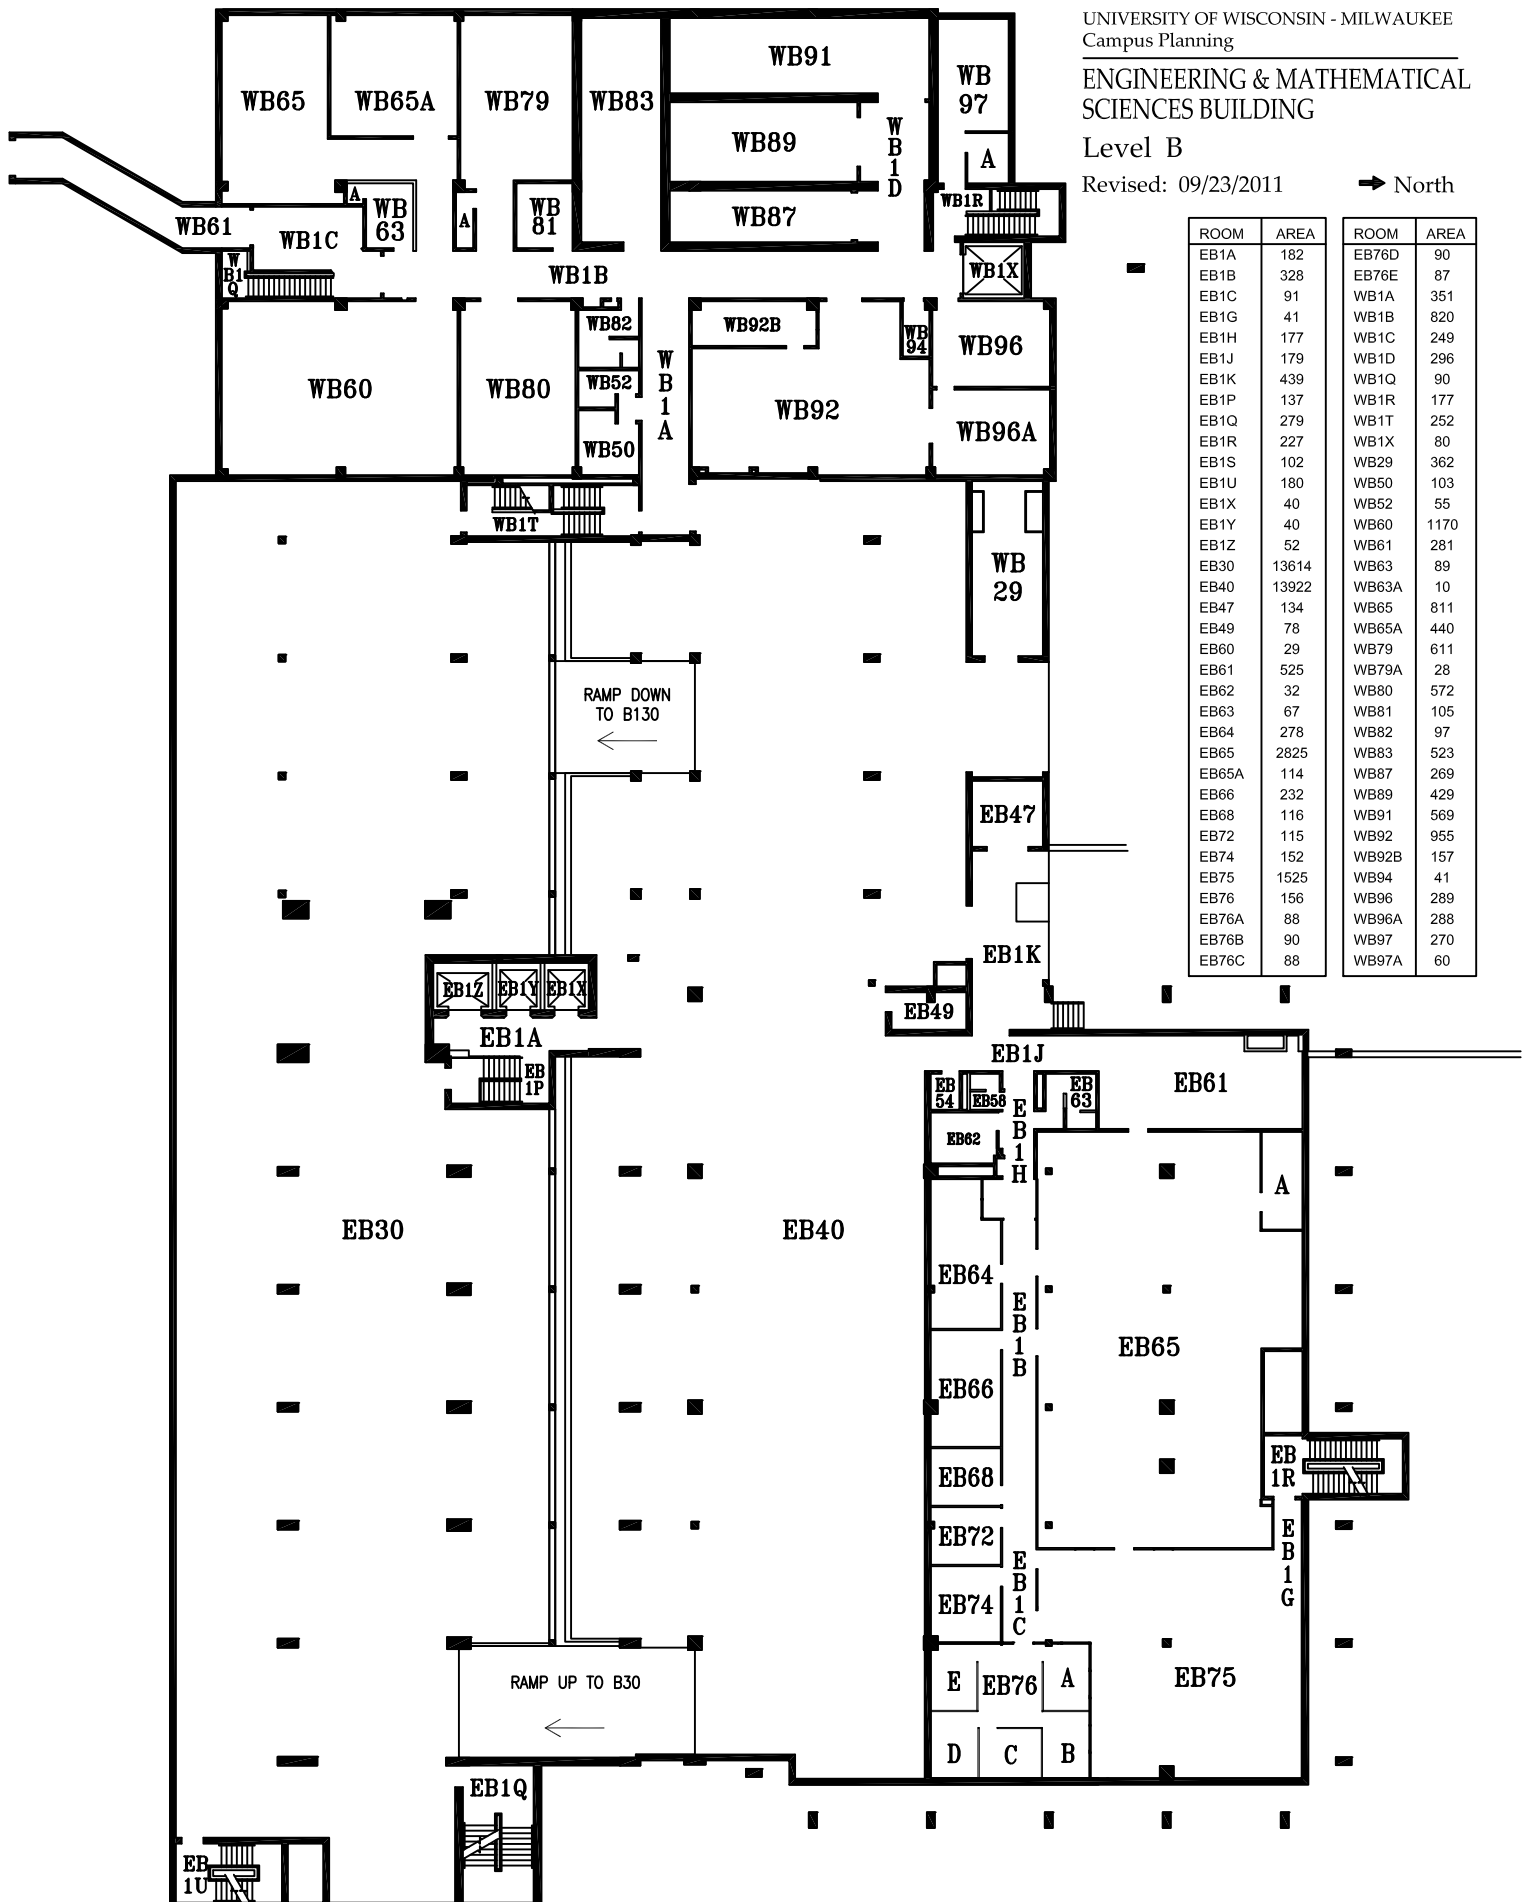 UNIVERSITY OF WISCONSIN - MILWAUKEE
Campus Planning
ENGINEERING & MATHEMATICAL
SCIENCES BUILDING
Level B
Revised: 09/23/2011
North
ROOM AREA ROOM AREA
EB1A 182 EB76D 90
EB1B 328 EB76E 87
EB1C 91 WB1A 351
EB1G 41 WB1B 820
EB1H 177 WB1C 249
EB1J 179 WB1D 296
EB1K 439 WB1Q 90
EB1P 137 WB1R 177
EB1Q 279 WB1T 252
EB1R 227 WB1X 80
EB1S 102 WB29 362
EB1U 180 WB50 103
EB1X 40 WB52 55
EB1Y 40 WB60 1170
EB1Z 52 WB61 281
EB30 13614 WB63 89
EB40 13922 WB63A 10
EB47 134 WB65 811
EB49 78 WB65A 440
EB60 29 WB79 611
EB61 525 WB79A 28
EB62 32 WB80 572
EB63 67 WB81 105
EB64 278 WB82 97
EB65 2825 WB83 523
EB65A 114 WB87 269
EB66 232 WB89 429
EB68 116 WB91 569
EB72 115 WB92 955
EB74 152 WB92B 157
EB75 1525 WB94 41
EB76 156 WB96 289
EB76A 88 WB96A 288
EB76B 90 WB97 270
EB76C 88 WB97A 60
WB91
WB
97
WB65
WB65A
WB79
WB83
WB89
W
B
1
D
A
A
WB
63
A
WB
81
WB87
WB1R
WB61
WB1C
W
B1
Q
WB1B
WB1X
WB82
WB92B
WB
94
WB96
WB60
WB80
WB52
W
B
1
A
WB92
WB96A
WB50
WB1T
WB
29
RAMP DOWN
TO B130
EB47
EB1K
EB1Z
EB1Y
EB1X
EB49
EB1A
EB
1P
EB1J
EB61
EB
54
EB58
EB
63
E
B
1
H
EB62
A
EB30
EB40
EB64
E
B
1
B
EB65
EB66
EB68
EB
1R
EB72
E
B
1
C
E
B
1
G
EB74
EB75
RAMP UP TO B30
E
EB76
A
D
C
B
EB1Q
EB
1U